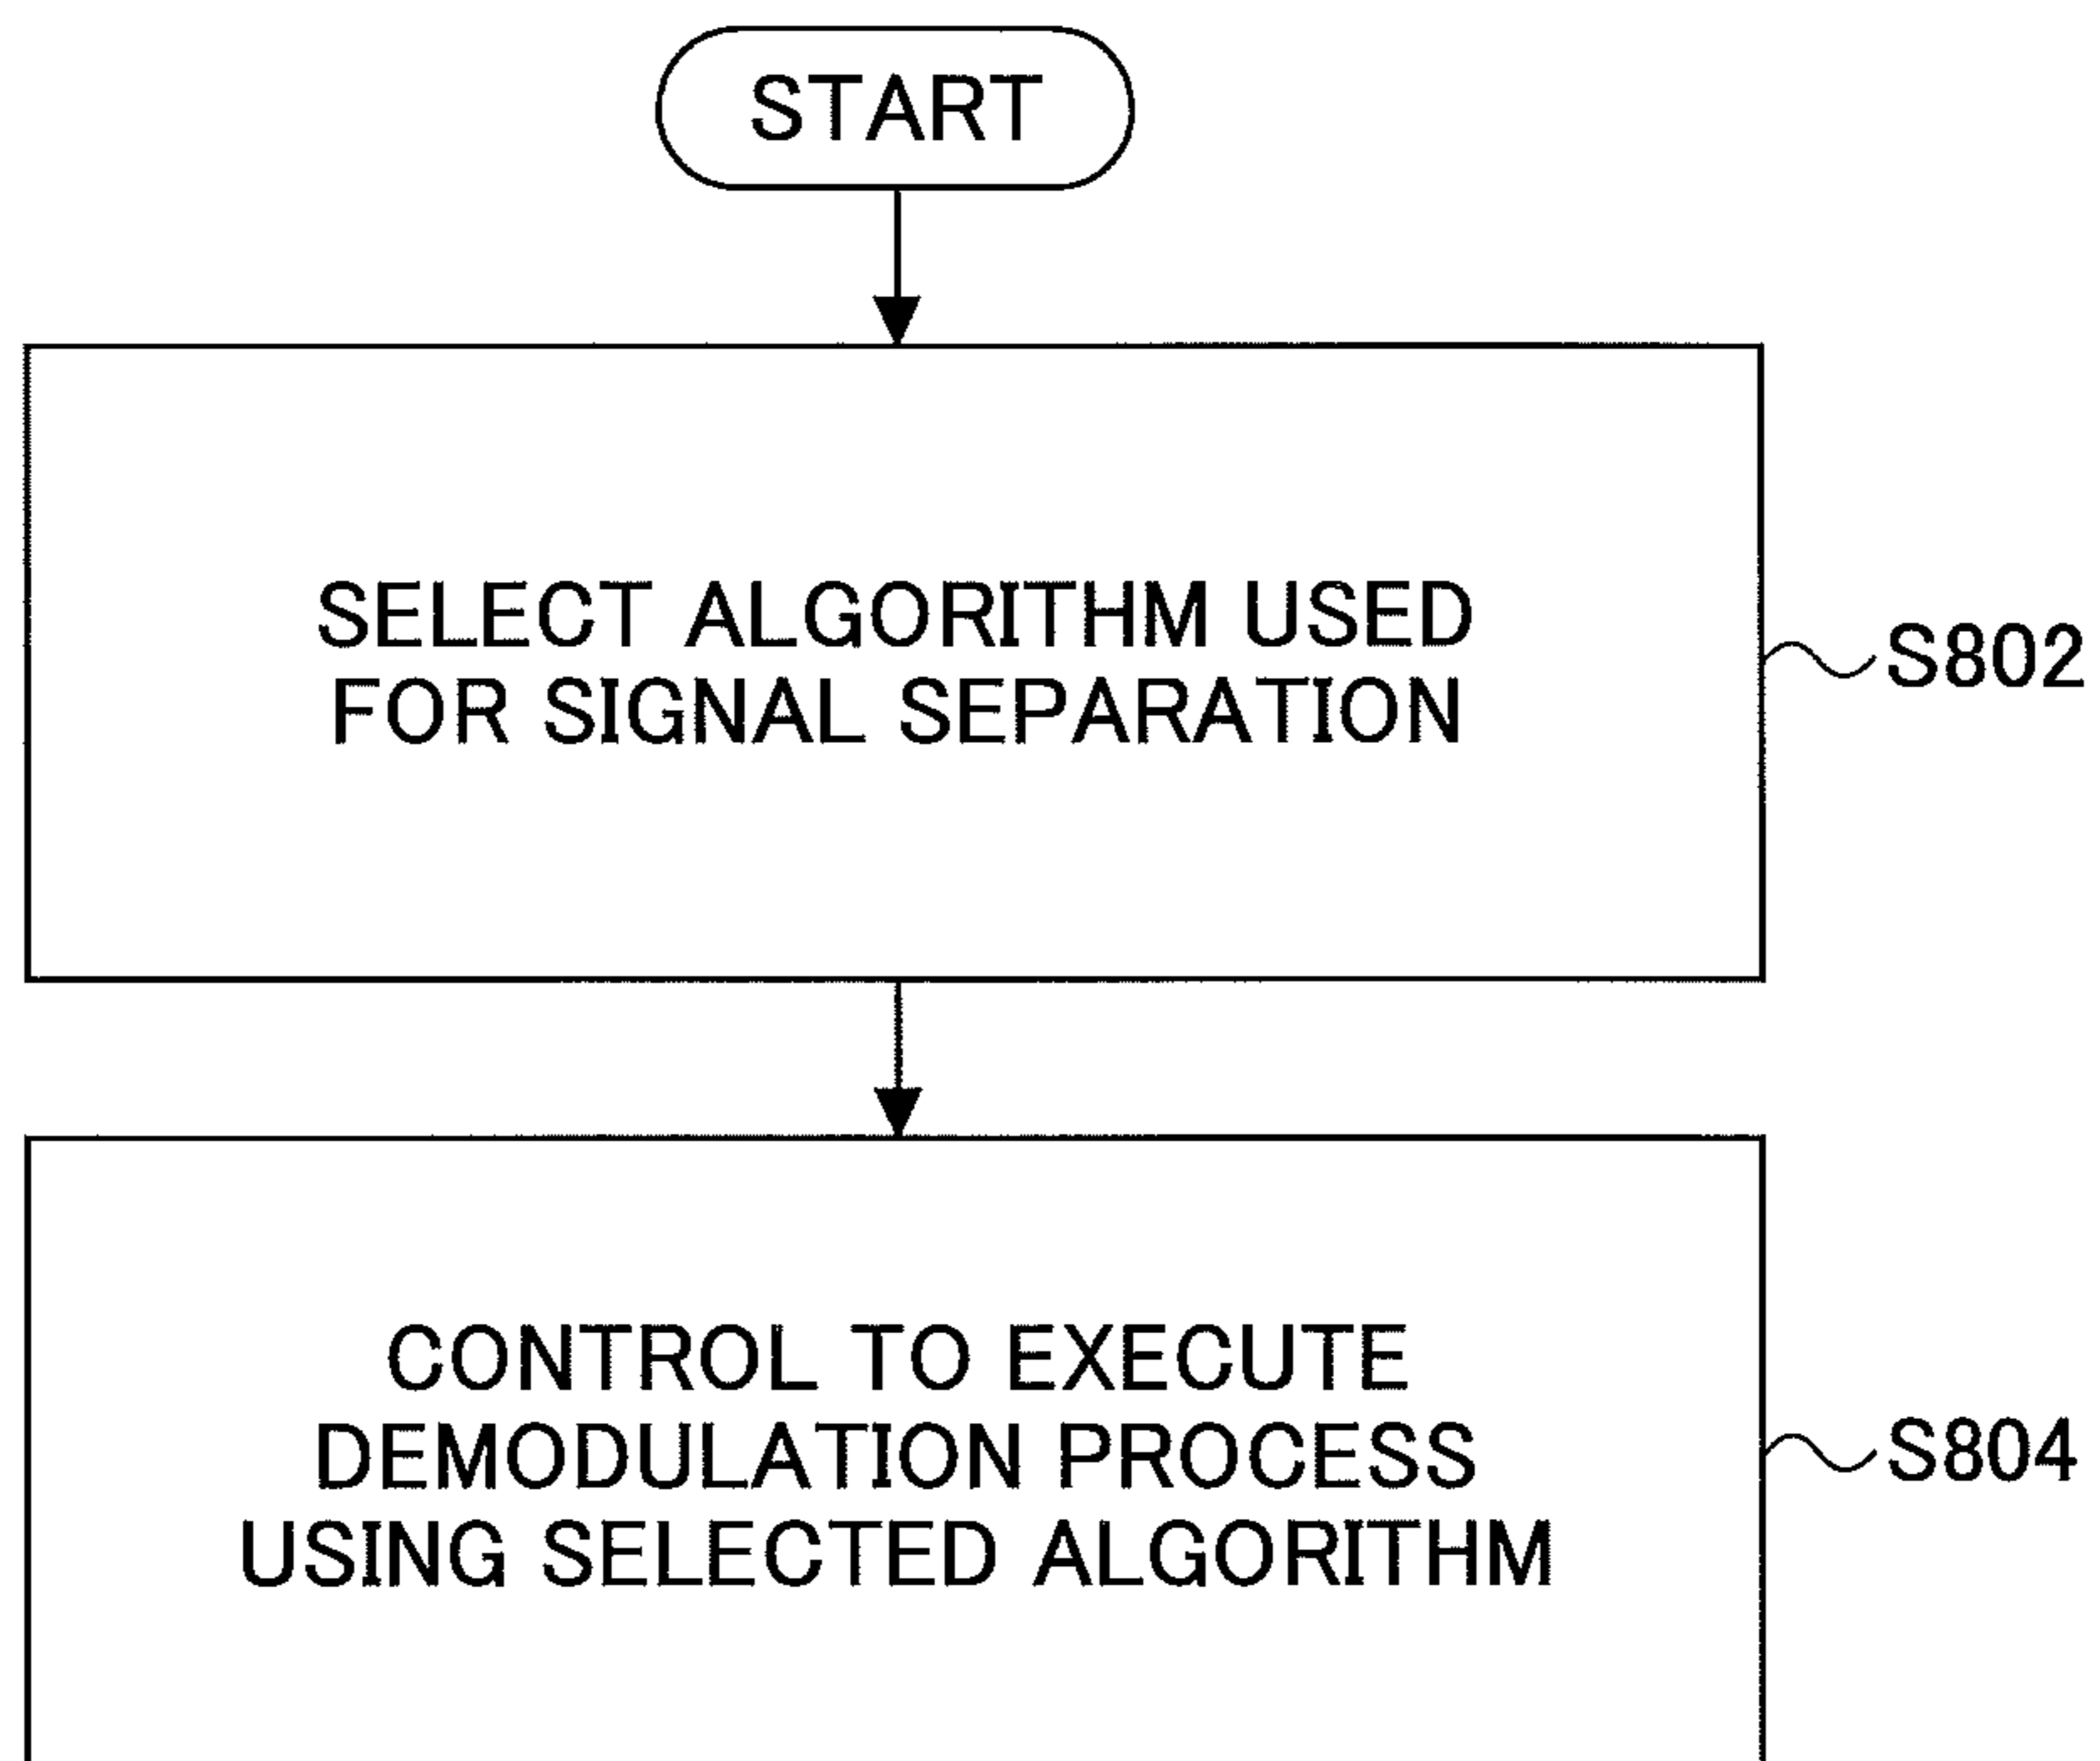 START
SELECT ALGORITHM USED
FOR SIGNAL SEPARATION
S802
CONTROL TO EXECUTE
DEMODULATION PROCESS
USING SELECTED ALGORITHM
S804